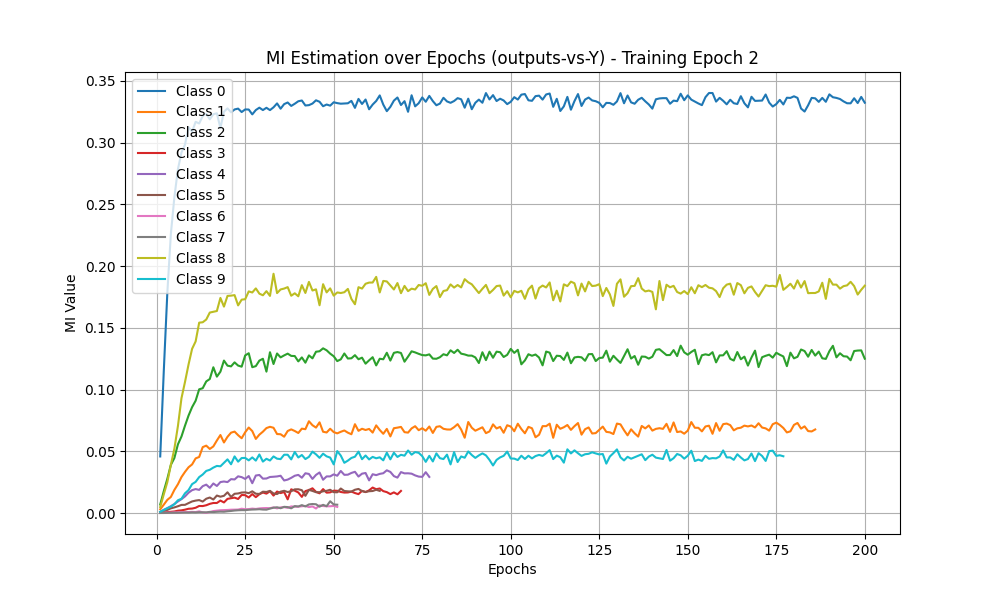 MI Estimation over Epochs (outputs-vs-Y) - Training Epoch 2
MI Value
0.35
0.30
0.25
0.20
0.15
0.10
0.05
0.00
Class 0
Class 1
Class 2
Class 3
Class 4
Class 5
Class 6
Class 7
Class 8
Class 9
0 25 50 75 100 125 150 175 200
Epochs